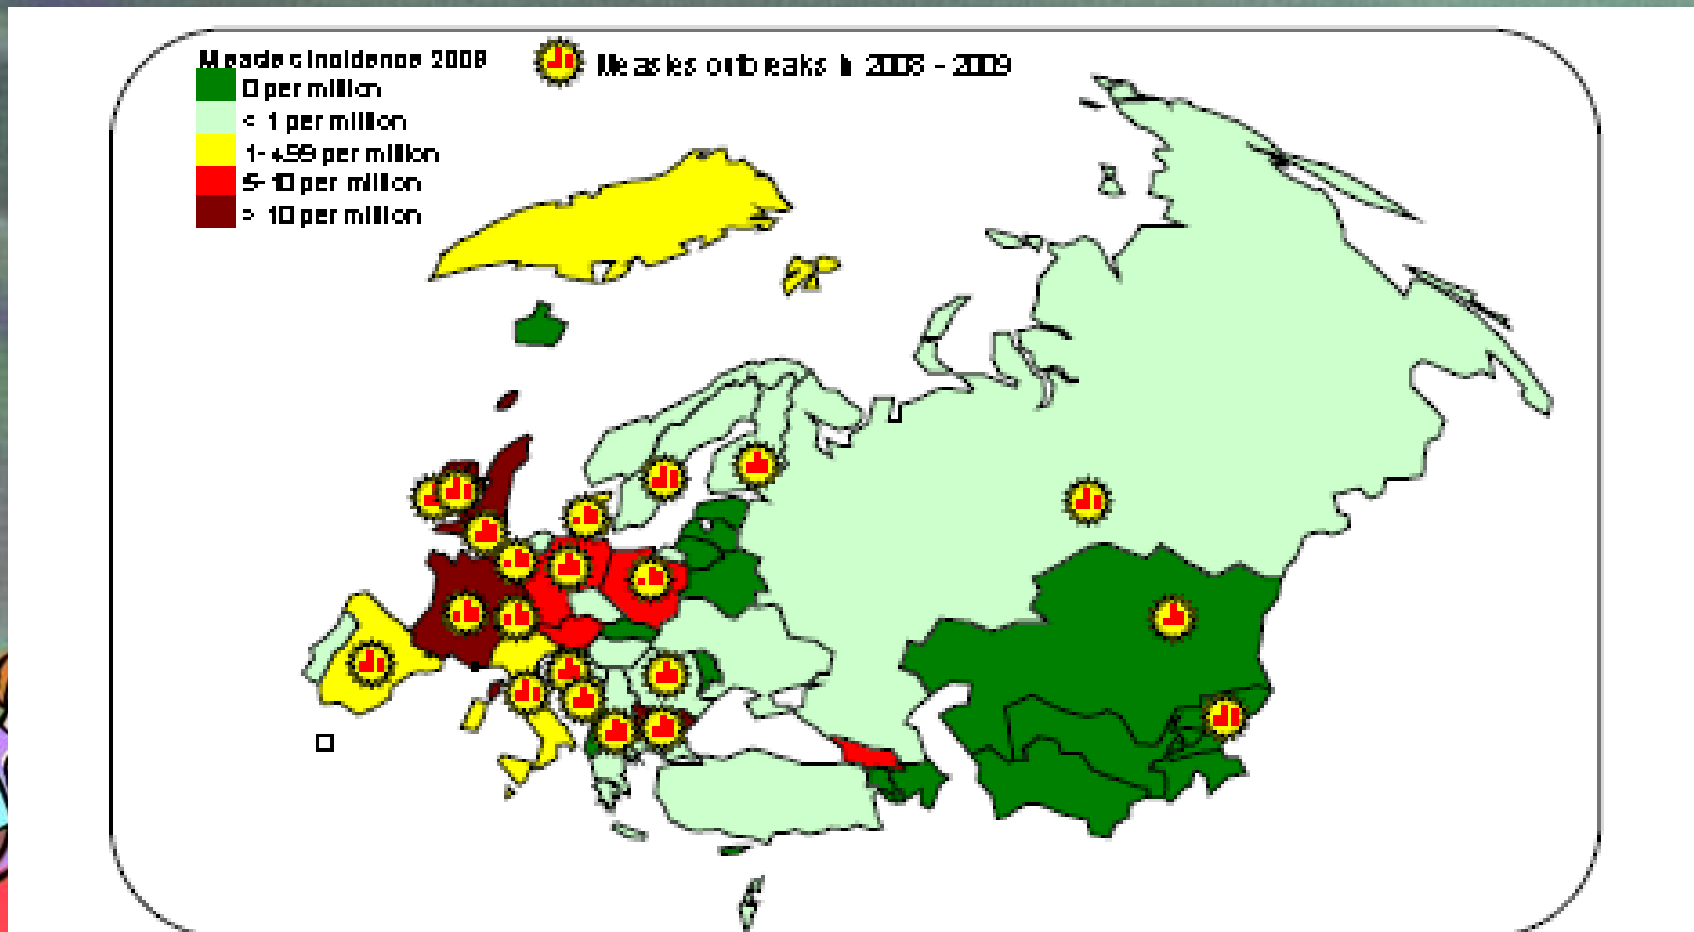 Measles incidence 2008
0 per million
< 1 per million
1-4.99 per million
5-10 per million
> 10 per million
Measles outbreaks in 2008 - 2009